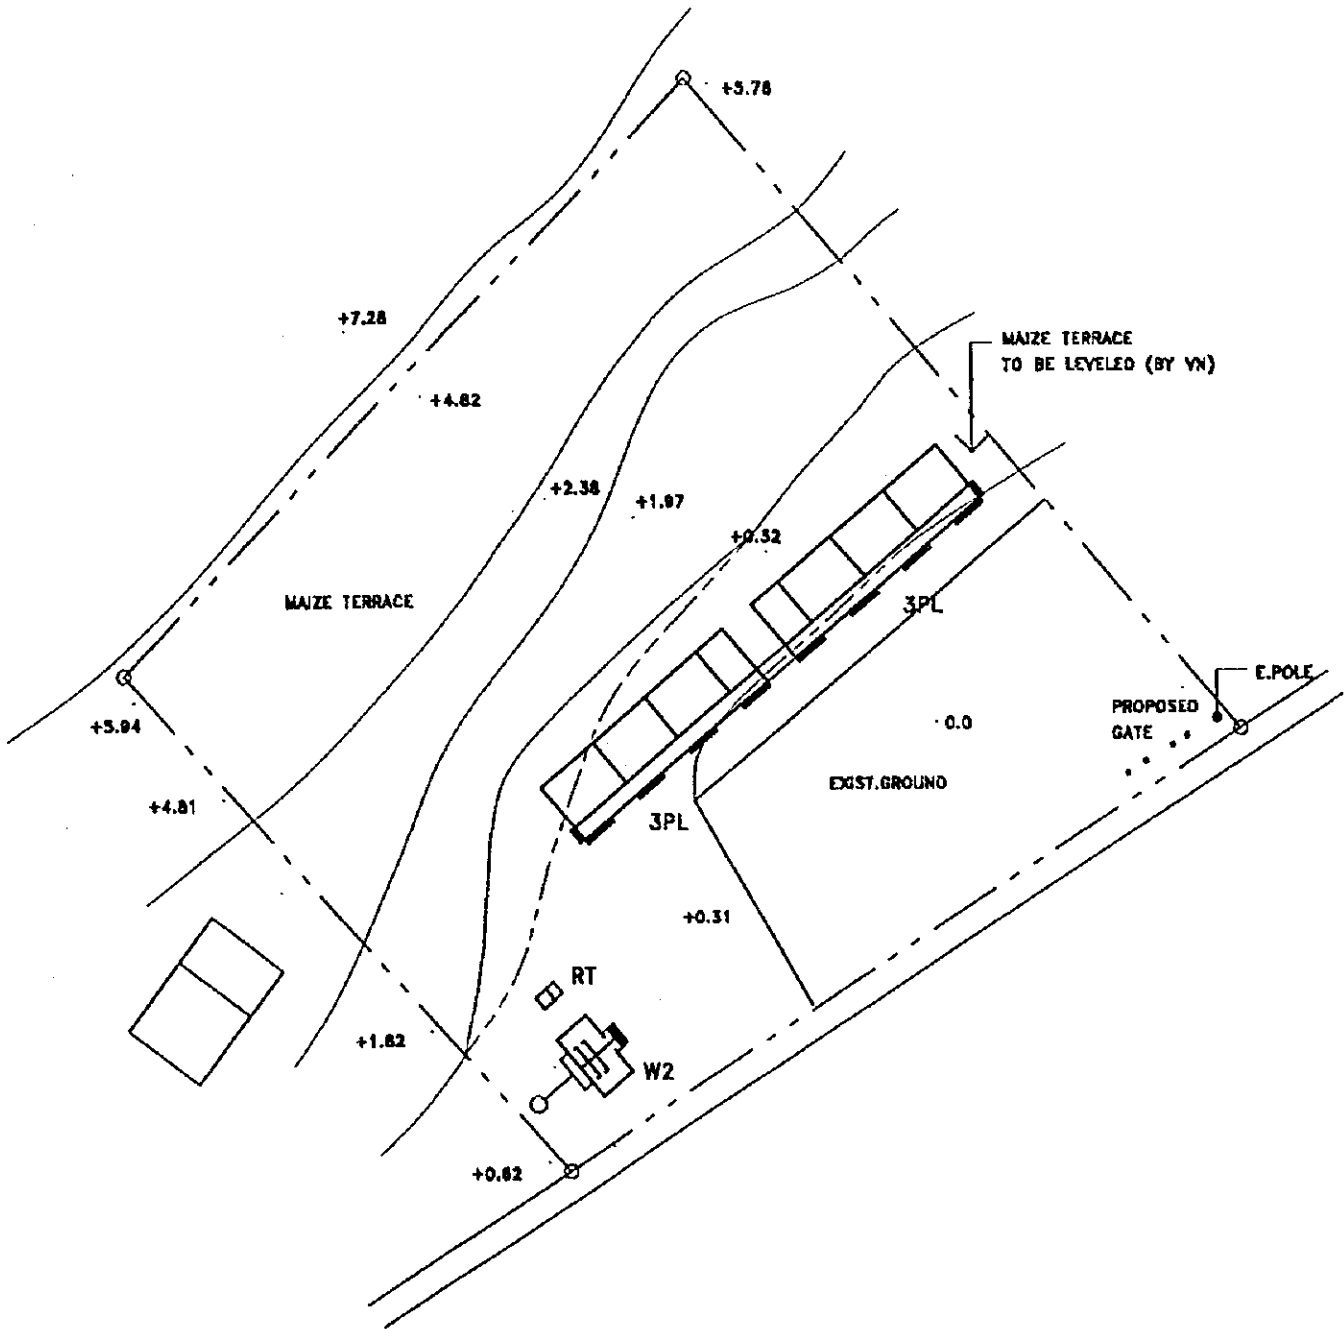 +5.78
+7.28
MAIZE TERRACE
TO BE LEVELED (BY VN)
+4.82
+2.38
+1.97
+0.52
MAIZE TERRACE
3PL
E.POLE
PROPOSED
GATE
+5.94
0.0
EXIST.GROUND
+4.81
3PL
+0.31
RT
+1.82
W2
+0.82